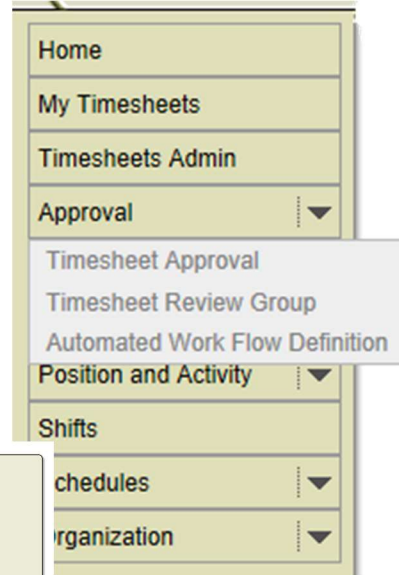 Home
My Timesheets
Timesheets Admin
Approval
Timesheet Approval
Timesheet Review Group
Automated Work Flow Definition
Position and Activity
Shifts
chedules
rganization